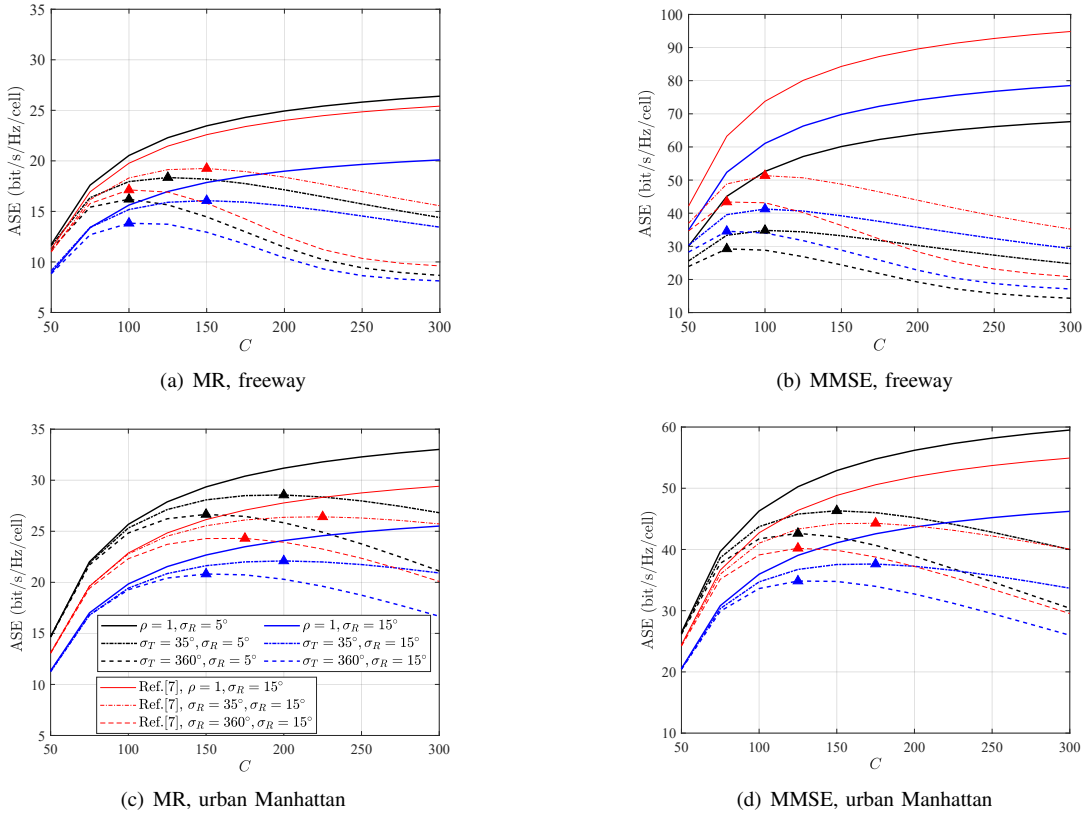 35
30
25
20
15
10
5
ASE (bit/s/Hz/cell)
50 100 150 200 250 300
C
(a) MR, freeway
100
90
80
70
60
50
40
30
20
10
ASE (bit/s/Hz/cell)
50 100 150 200 250 300
C
(b) MMSE, freeway
35
30
25
20
15
10
5
ASE (bit/s/Hz/cell)
ρ = 1, σ_R = 5° ρ = 1, σ_R = 15°
σ_T = 35°, σ_R = 5° σ_T = 35°, σ_R = 15°
σ_T = 360°, σ_R = 5° σ_T = 360°, σ_R = 15°
Ref.[7], ρ = 1, σ_R = 15°
Ref.[7], σ_R = 35°, σ_R = 15°
Ref.[7], σ_R = 360°, σ_R = 15°
50 100 150 200 250 300
C
(c) MR, urban Manhattan
60
50
40
30
20
10
ASE (bit/s/Hz/cell)
50 100 150 200 250 300
C
(d) MMSE, urban Manhattan